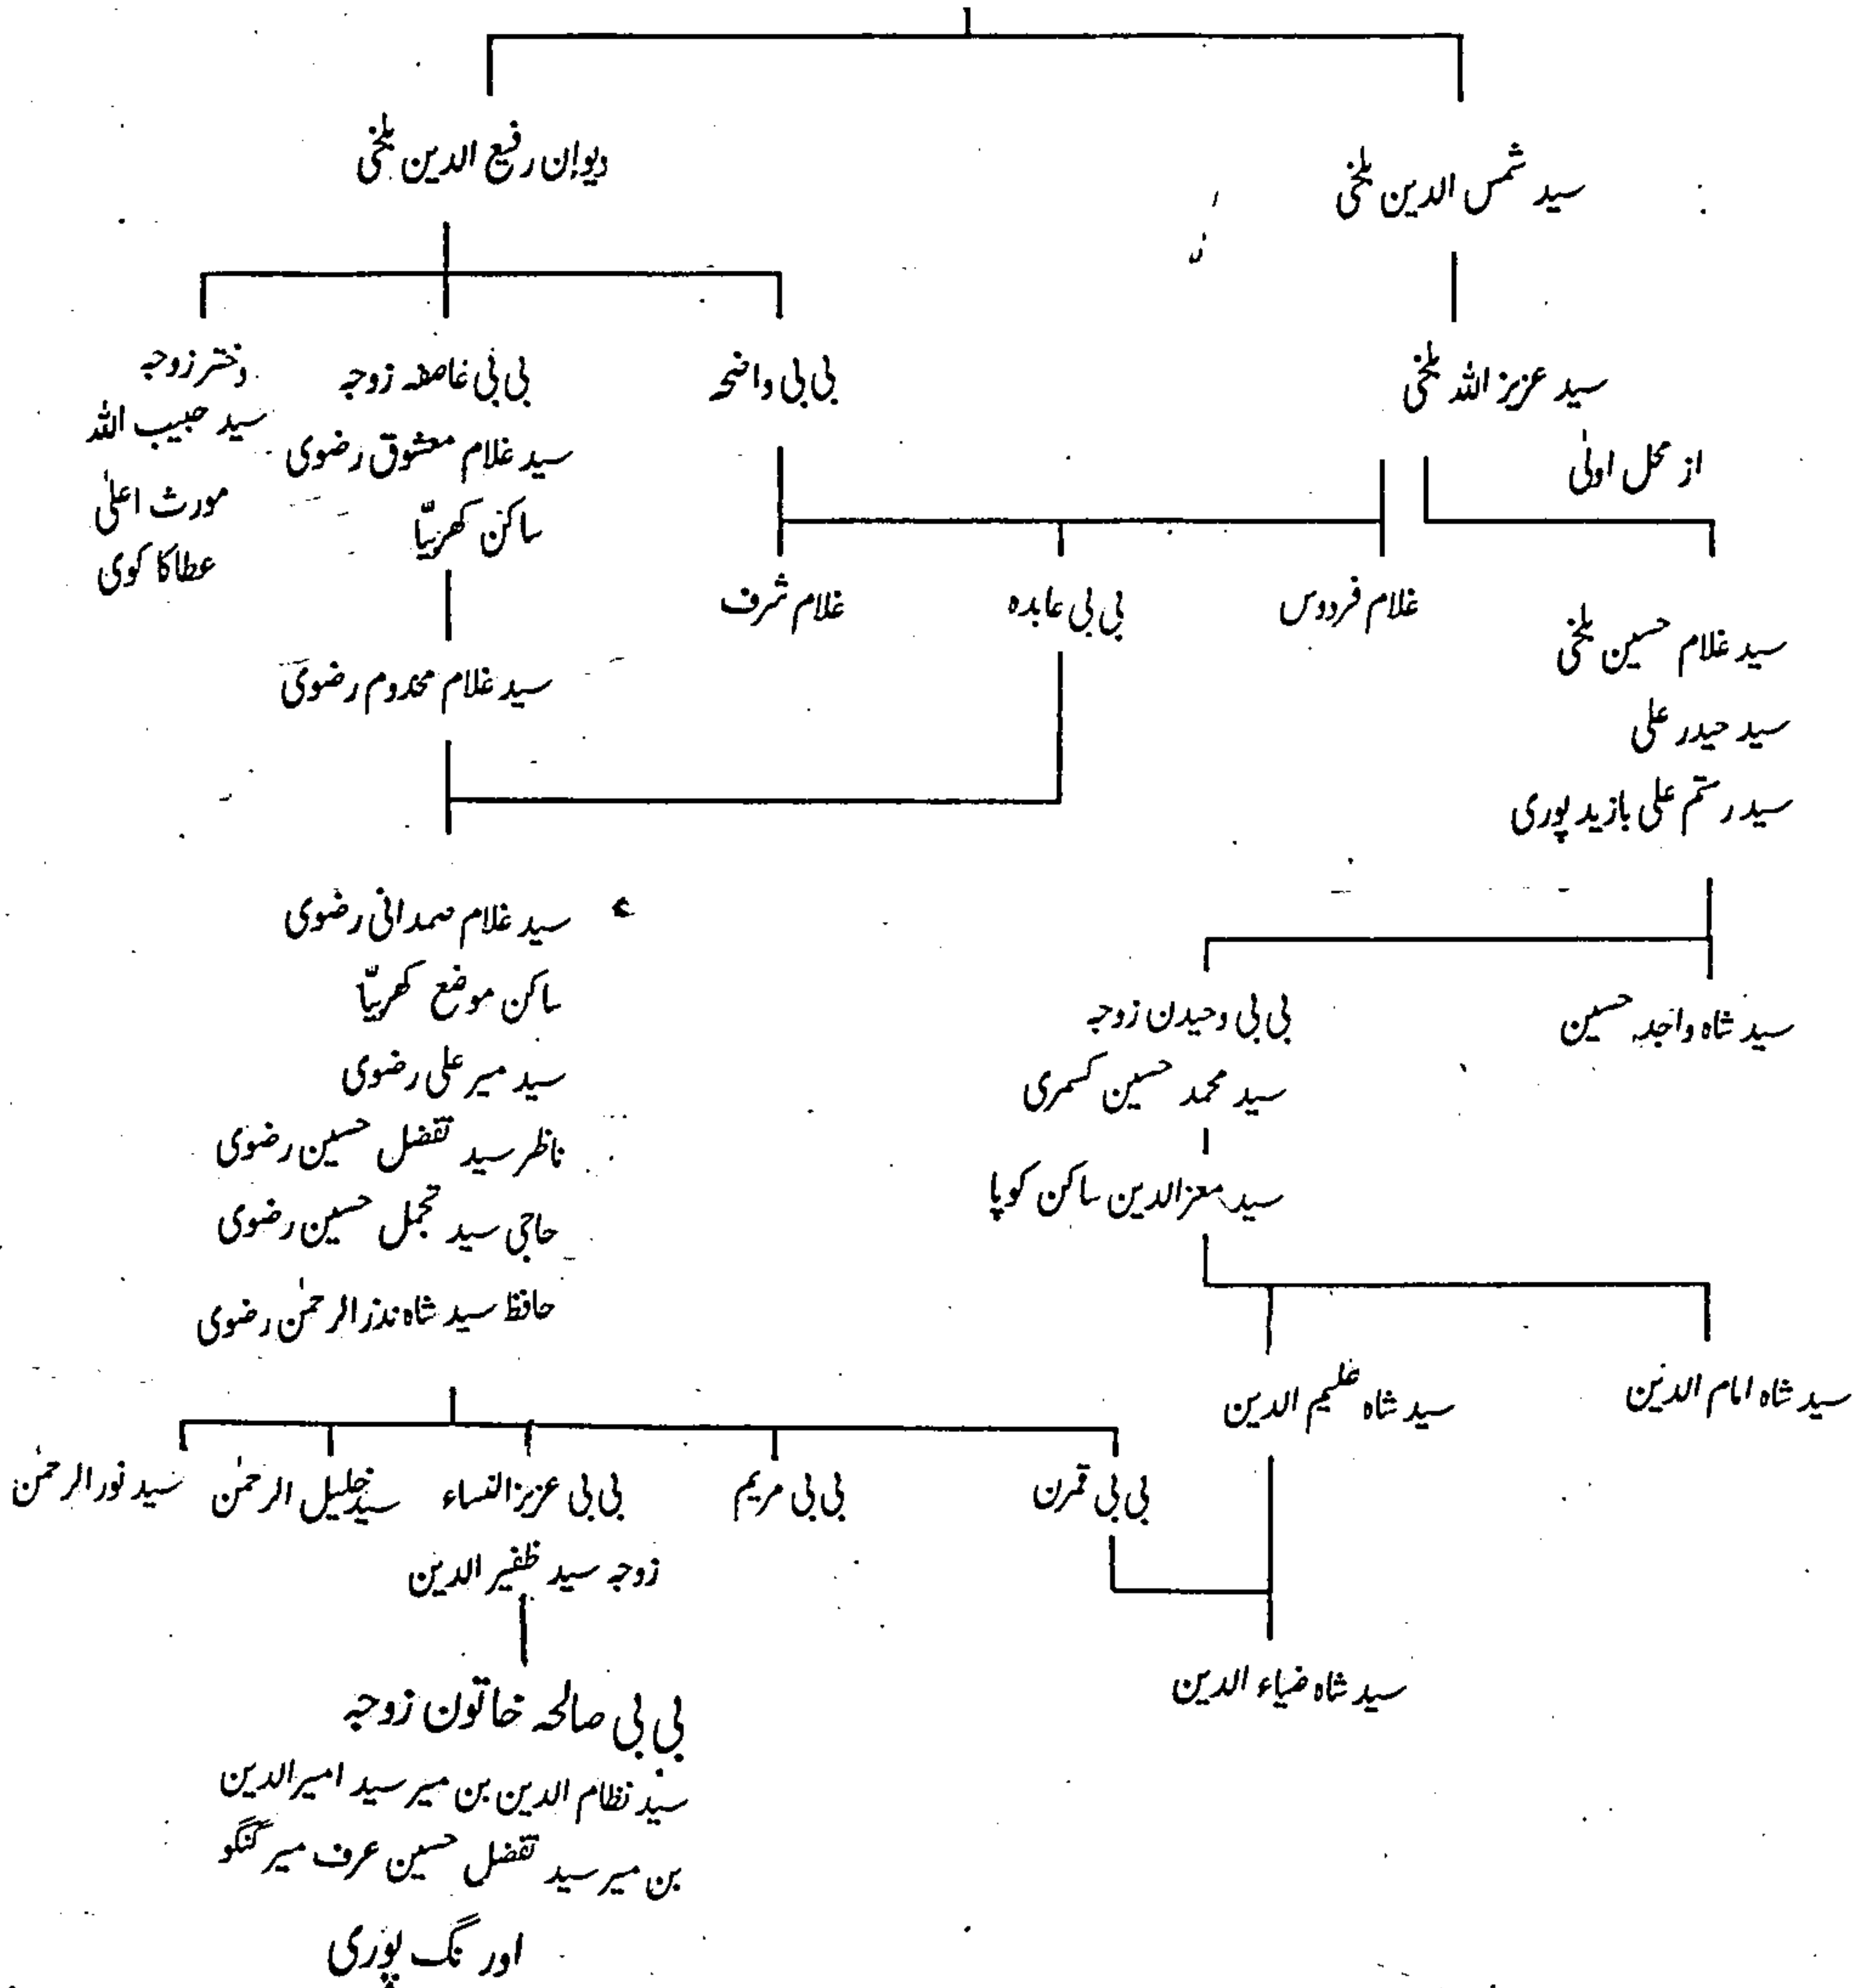 سید شمس الدین بلخی
دیوان رفیع الدین بلخی
سید عزیز اللہ بلخی
بی بی واضحہ
بی بی عاصفہ زوجہ
سید غلام معشوق رضوی
ساکن کھربیّا
دختر زوجہ
سید حبیب اللہ
مورث اعلیٰ
عطا کاکوی
از محل اولیٰ
غلام فردوس
بی بی عابدہ
غلام شرف
سید غلام حسین بلخی
سید حیدر علی
سید رستم علی بازید پوری
سید غلام مخدوم رضوی
سید غلام صمدانی رضوی
ساکن موضع کھربیّا
سید میر علی رضوی
ناظر سید تفضل حسین رضوی
حاجی سید تجمل حسین رضوی
حافظ سید شاہ نذر الرحمٰن رضوی
سید شاہ واجد حسین
بی بی وحیدن زوجہ
سید محمد حسین کسمری
سید معز الدین ساکن کوپا
سید شاہ امام الدین
سید شاہ علیم الدین
بی بی قمرن
بی بی مریم
بی بی عزیز النساء
زوجہ سید ظفیر الدین
سید خلیل الرحمٰن
سید نور الرحمٰن
سید شاہ ضیاء الدین
بی بی صالحہ خاتون زوجہ
سید نظام الدین بن میر سید امیر الدین
بن میر سید تفضل حسین عرف میر گنگو
اورنگ پوری